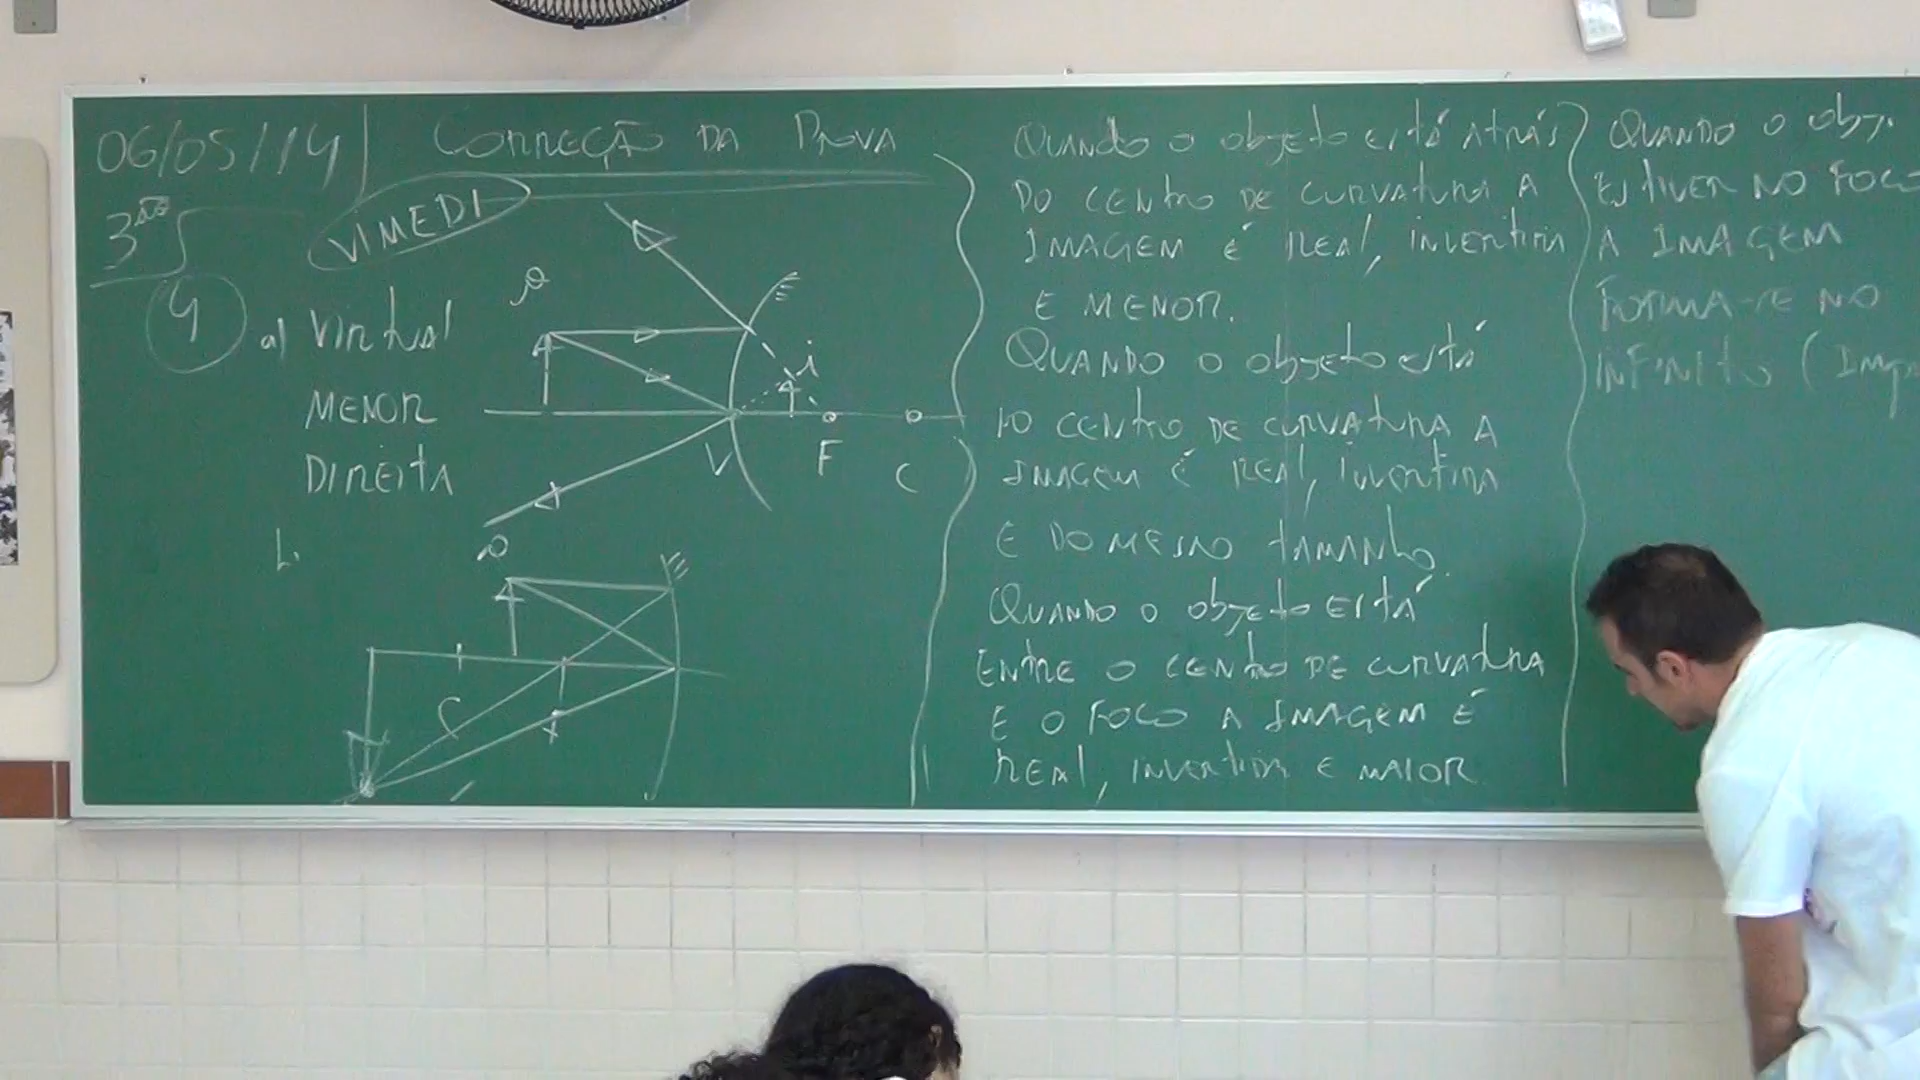 06/05/14 CORREÇÃO DA PROVA
3ºs
VIMEDI
4 a) Virtual
MENOR
DIREITA
o
i
V F C
b.
o
C
QUANDO O objeto está ATRÁS
DO CENTRO DE CURVATURA A
IMAGEM É REAL, INVERTIDA
E MENOR.
QUANDO O objeto está
NO CENTRO DE CURVATURA A
IMAGEM É REAL, INVERTIDA
E DO MESMO TAMANHO.
QUANDO O objeto ESTÁ
ENTRE O CENTRO DE CURVATURA
E O FOCO A IMAGEM É
REAL, INVERTIDA E MAIOR
QUANDO O obj.
ESTIVER NO FOCO
A IMAGEM
FORMA-SE NO
INFINITO (Imp